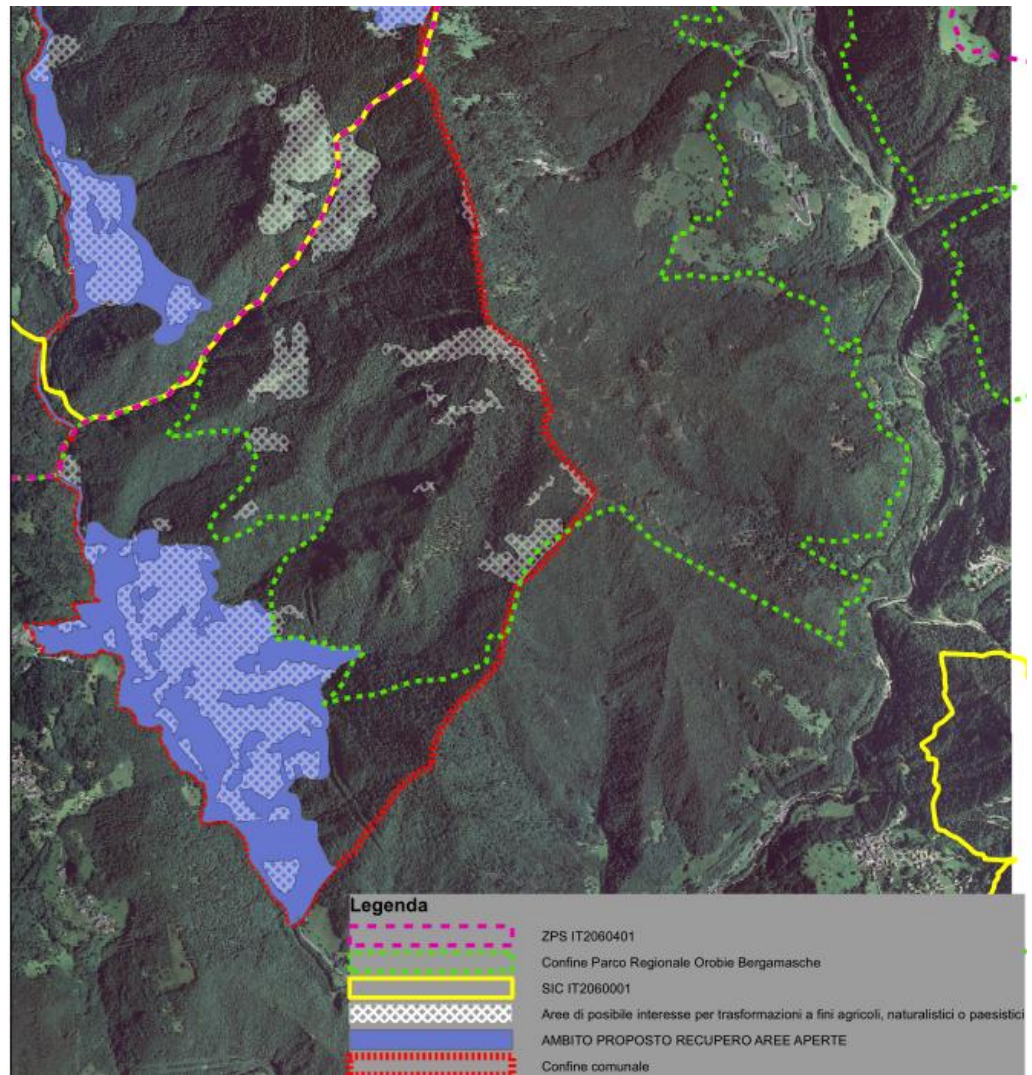 Legenda
ZPS IT2060401
Confine Parco Regionale Orobie Bergamasche
SIC IT2060001
Aree di posibile interesse per trasformazioni a fini agricoli, naturalistici o paesistici
AMBITO PROPOSTO RECUPERO AREE APERTE
Confine comunale